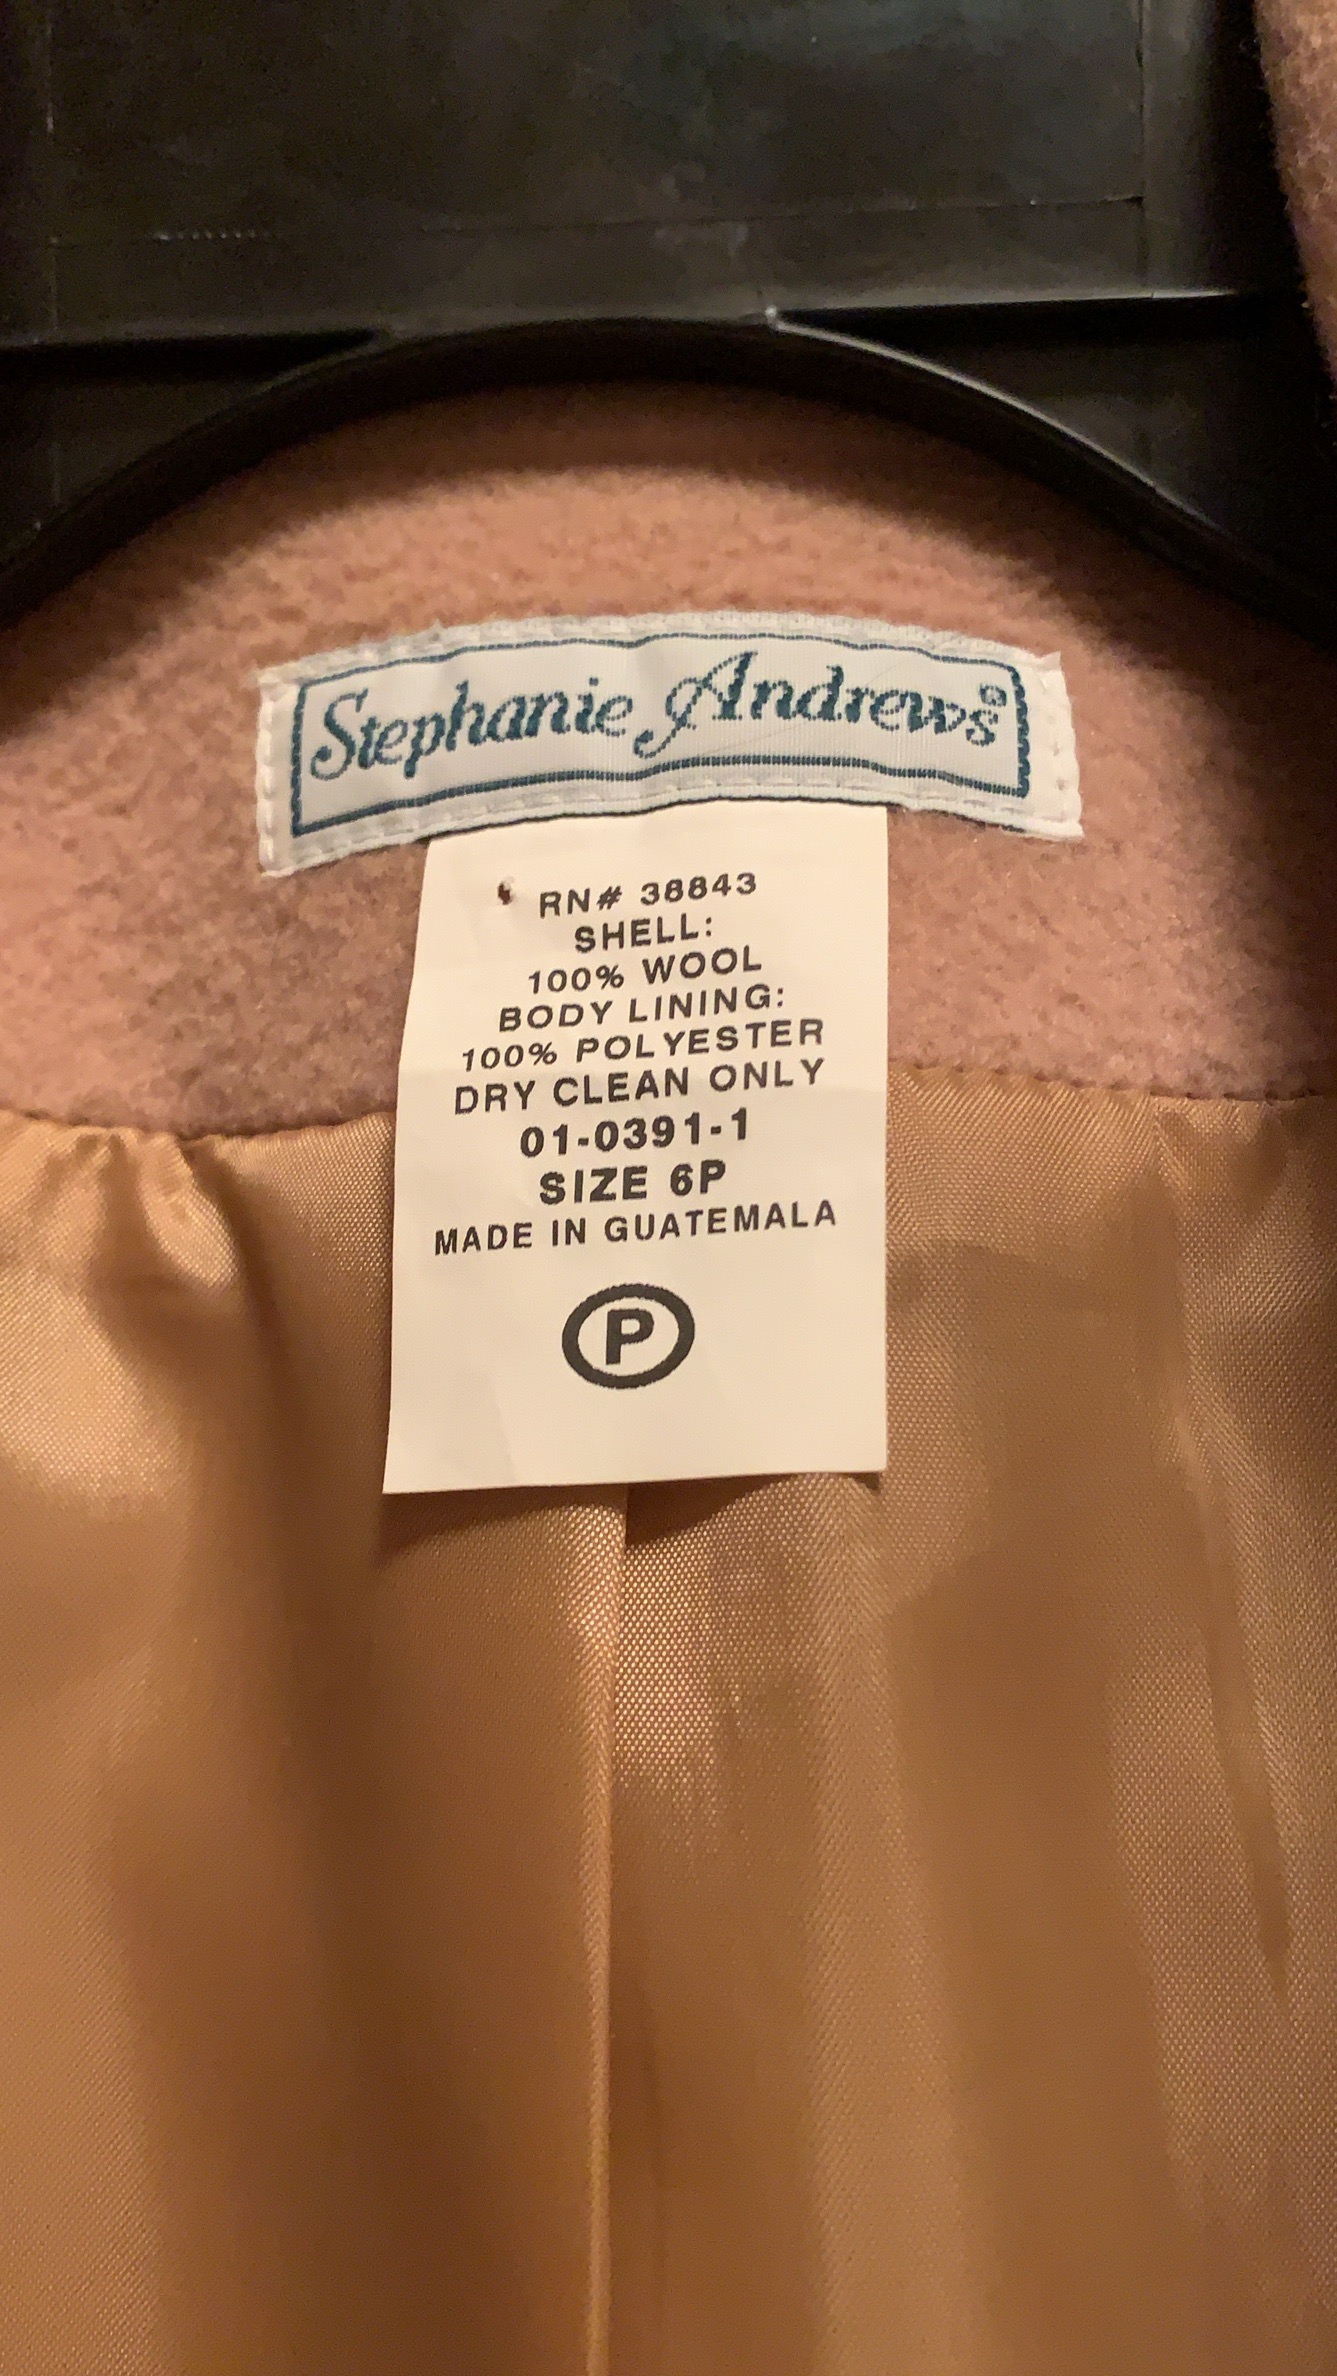 Stephanie Andrews®
RN# 38843
SHELL:
100% WOOL
BODY LINING:
100% POLYESTER
DRY CLEAN ONLY
01-0391-1
SIZE 6P
MADE IN GUATEMALA
P